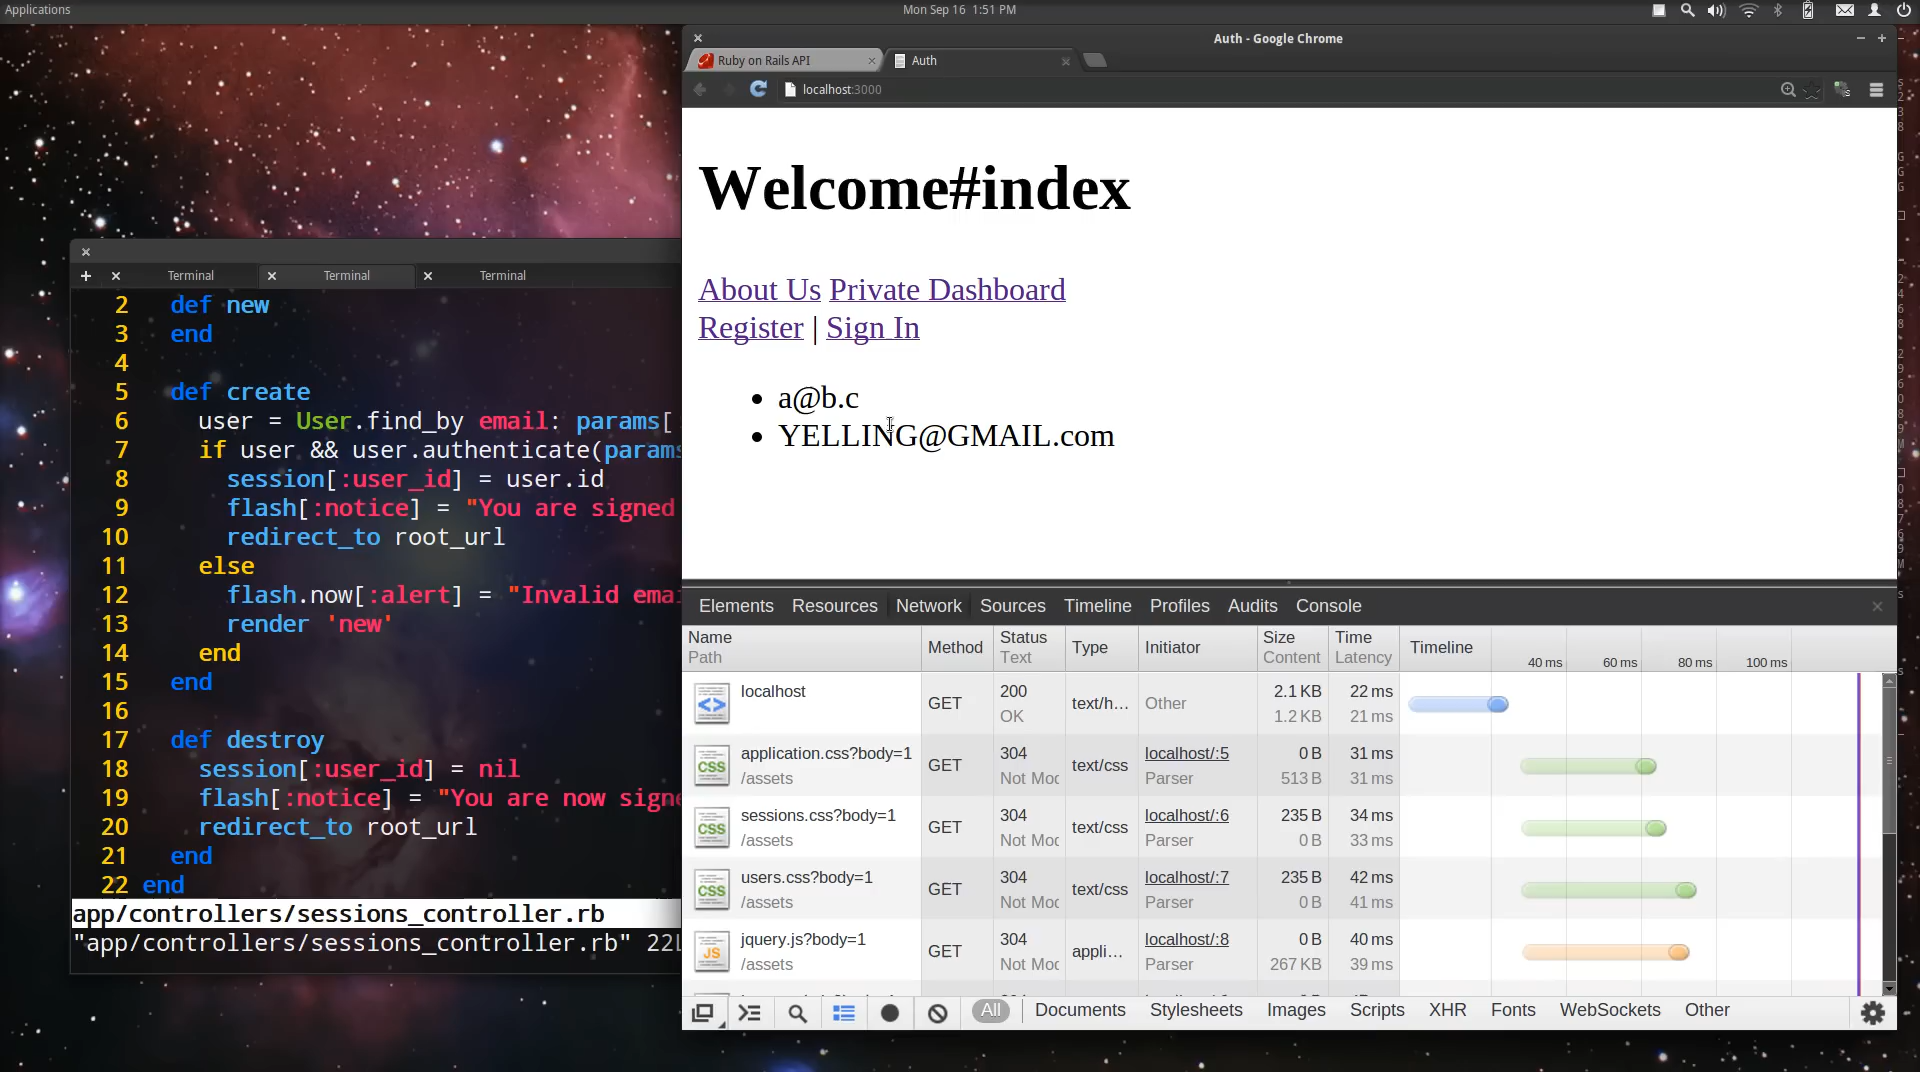 Applications
Mon Sep 16 1:51 PM
Auth - Google Chrome
Ruby on Rails API
Auth
localhost:3000
Welcome#index
About Us Private Dashboard
Register | Sign In
a@b.c
YELLING@GMAIL.com
Terminal
Terminal
Terminal
2 def new
3 end
4
5 def create
6 user = User.find_by email: params[
7 if user && user.authenticate(params
8 session[:user_id] = user.id
9 flash[:notice] = "You are signed
10 redirect_to root_url
11 else
12 flash.now[:alert] = "Invalid ema
13 render 'new'
14 end
15 end
16
17 def destroy
18 session[:user_id] = nil
19 flash[:notice] = "You are now signe
20 redirect_to root_url
21 end
22 end
app/controllers/sessions_controller.rb
"app/controllers/sessions_controller.rb" 22L
Elements Resources Network Sources Timeline Profiles Audits Console
Name Path Method Status Text Type Initiator Size Content Time Latency Timeline 40 ms 60 ms 80 ms 100 ms
localhost GET 200 OK text/h... Other 2.1 KB 1.2 KB 22 ms 21 ms
application.css?body=1 /assets GET 304 Not Moc text/css localhost/:5 Parser 0 B 513 B 31 ms 31 ms
sessions.css?body=1 /assets GET 304 Not Moc text/css localhost/:6 Parser 235 B 0 B 34 ms 33 ms
users.css?body=1 /assets GET 304 Not Moc text/css localhost/:7 Parser 235 B 0 B 42 ms 41 ms
jquery.js?body=1 /assets GET 304 Not Moc appli... localhost/:8 Parser 0 B 267 KB 40 ms 39 ms
All Documents Stylesheets Images Scripts XHR Fonts WebSockets Other